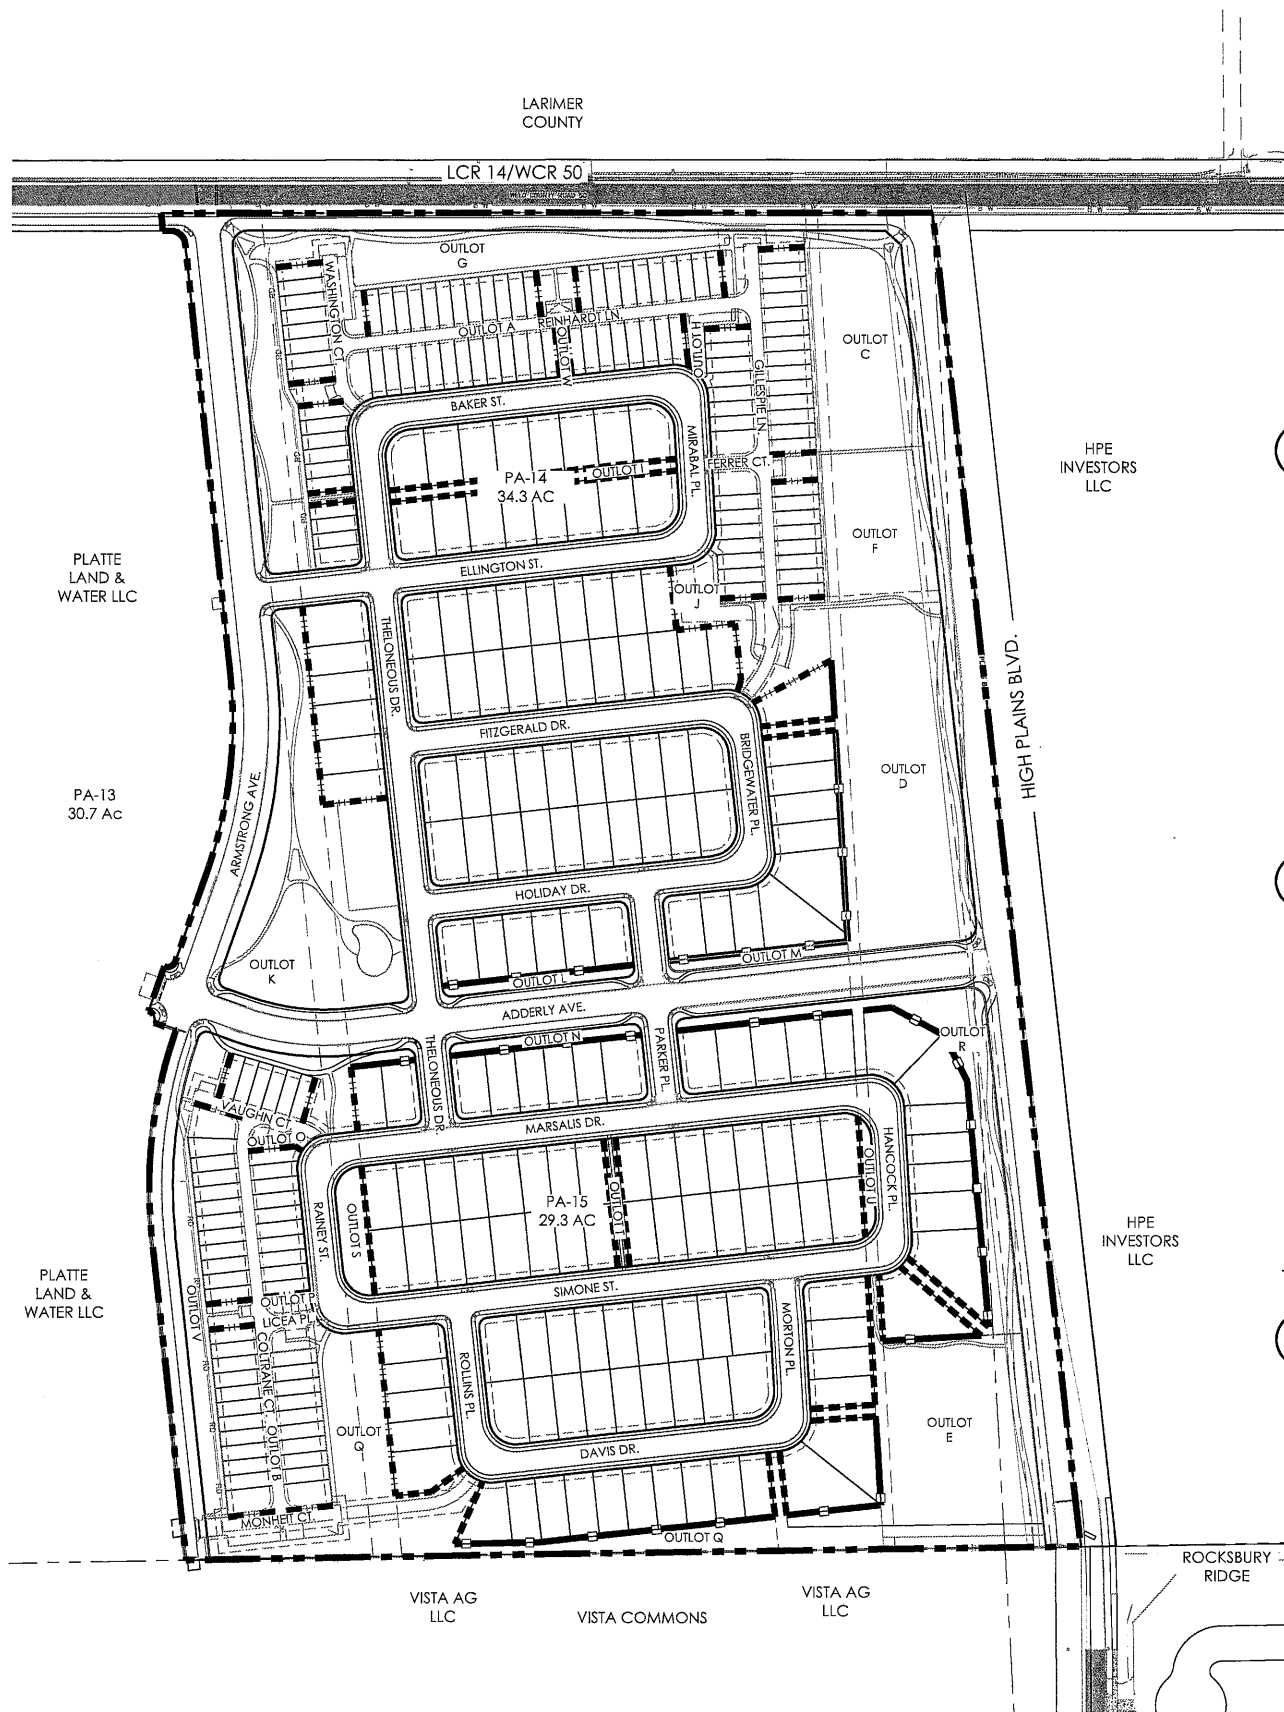 LARIMER
COUNTY
LCR 14/WCR 50
OUTLOT
G
WASHINGTON CT.
OUTLOT A
REINHARDT LN.
OUTLOT W
OUTLOT H
GILLESPIE LN.
OUTLOT
C
BAKER ST.
MIRABAL PL.
FERRER CT.
PA-14
34.3 AC
OUTLOT I
HPE
INVESTORS
LLC
OUTLOT
F
ELLINGTON ST.
OUTLOT
J
PLATTE
LAND &
WATER LLC
THELONEOUS DR.
HIGH PLAINS BLVD.
FITZGERALD DR.
BRIDGEWATER PL.
OUTLOT
D
PA-13
30.7 Ac
ARMSTRONG AVE.
HOLIDAY DR.
OUTLOT
K
OUTLOT L
OUTLOT M
ADDERLY AVE.
OUTLOT N
THELONEOUS DR.
PARKER PL.
OUTLOT
R
VAUGHN CT.
OUTLOT O
MARSALIS DR.
HANCOCK PL.
RAINEY ST.
OUTLOT S
PA-15
29.3 AC
OUTLOT T
OUTLOT U
HPE
INVESTORS
LLC
PLATTE
LAND &
WATER LLC
OUTLOT V
OUTLOT P
LICEA PL.
SIMONE ST.
COLTRANE CT.
OUTLOT B
ROLLINS PL.
MORTON PL.
OUTLOT
Q
OUTLOT
E
DAVIS DR.
MONHEIT CT.
OUTLOT Q
ROCKSBURY
RIDGE
VISTA AG
LLC
VISTA COMMONS
VISTA AG
LLC